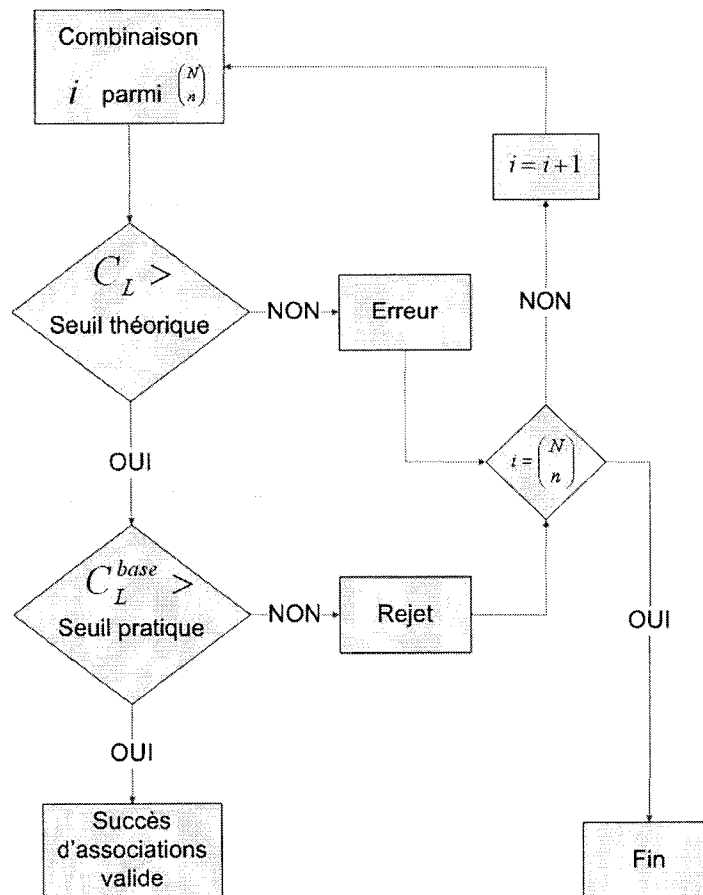 Combinaison
i parmi (N n)
i = i + 1
C_L >
Seuil théorique
NON
Erreur
NON
OUI
i = (N n)
C_L^base >
Seuil pratique
NON
Rejet
OUI
OUI
Succès
d'associations
valide
Fin